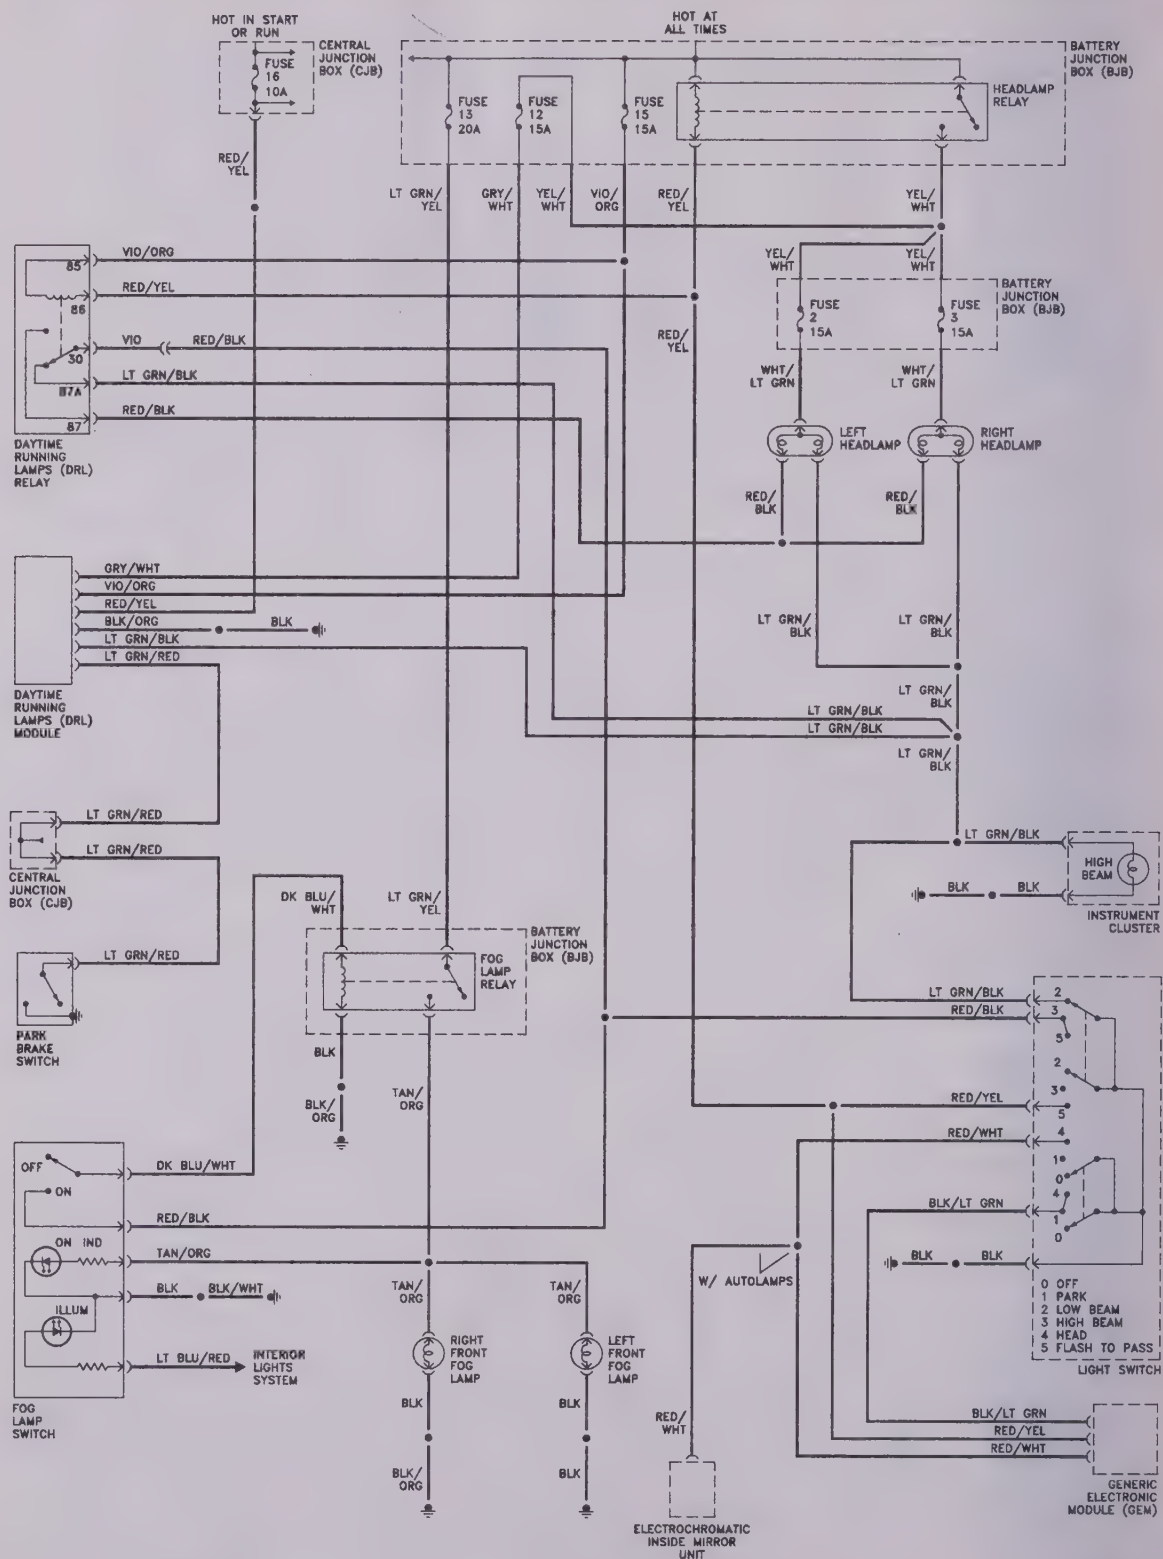 HOT IN START
OR RUN
CENTRAL
JUNCTION
BOX (CJB)
FUSE
16
10A
RED/
YEL
HOT AT
ALL TIMES
BATTERY
JUNCTION
BOX (BJB)
HEADLAMP
RELAY
FUSE
13
20A
FUSE
12
15A
FUSE
15
15A
LT GRN/
YEL
GRY/
WHT
YEL/
WHT
VIO/
ORG
RED/
YEL
YEL/
WHT
YEL/
WHT
YEL/
WHT
BATTERY
JUNCTION
BOX (BJB)
FUSE
2
15A
FUSE
3
15A
RED/
YEL
WHT/
LT GRN
WHT/
LT GRN
LEFT
HEADLAMP
RIGHT
HEADLAMP
RED/
BLK
RED/
BLK
85
VIO/ORG
86
RED/YEL
30
VIO
RED/BLK
87A
LT GRN/BLK
87
RED/BLK
DAYTIME
RUNNING
LAMPS (DRL)
RELAY
GRY/WHT
VIO/ORG
RED/YEL
BLK/ORG
BLK
LT GRN/BLK
LT GRN/RED
DAYTIME
RUNNING
LAMPS (DRL)
MODULE
LT GRN/
BLK
LT GRN/
BLK
LT GRN/
BLK
LT GRN/BLK
LT GRN/BLK
LT GRN/
BLK
LT GRN/RED
LT GRN/RED
CENTRAL
JUNCTION
BOX (CJB)
LT GRN/RED
PARK
BRAKE
SWITCH
DK BLU/
WHT
LT GRN/
YEL
BATTERY
JUNCTION
BOX (BJB)
FOG
LAMP
RELAY
BLK
BLK/
ORG
TAN/
ORG
LT GRN/BLK
HIGH
BEAM
BLK
BLK
INSTRUMENT
CLUSTER
LT GRN/BLK
RED/BLK
2
3
5
2
3
5
RED/YEL
RED/WHT
4
1
0
BLK/LT GRN
4
1
0
BLK
BLK
0 OFF
1 PARK
2 LOW BEAM
3 HIGH BEAM
4 HEAD
5 FLASH TO PASS
LIGHT SWITCH
OFF
DK BLU/WHT
ON
RED/BLK
ON IND
TAN/ORG
BLK
BLK/WHT
ILLUM
LT BLU/RED
INTERIOR
LIGHTS
SYSTEM
FOG
LAMP
SWITCH
TAN/
ORG
RIGHT
FRONT
FOG
LAMP
BLK
BLK/
ORG
TAN/
ORG
LEFT
FRONT
FOG
LAMP
BLK
BLK
W/ AUTOLAMPS
RED/
WHT
ELECTROCHROMATIC
INSIDE MIRROR
UNIT
BLK/LT GRN
RED/YEL
RED/WHT
GENERIC
ELECTRONIC
MODULE (GEM)